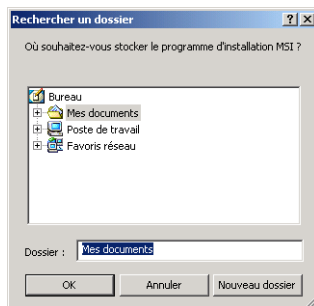 Rechercher un dossier
Où souhaitez-vous stocker le programme d'installation MSI ?
Bureau
Mes documents
Poste de travail
Favoris réseau
Dossier : Mes documents
OK Annuler Nouveau dossier